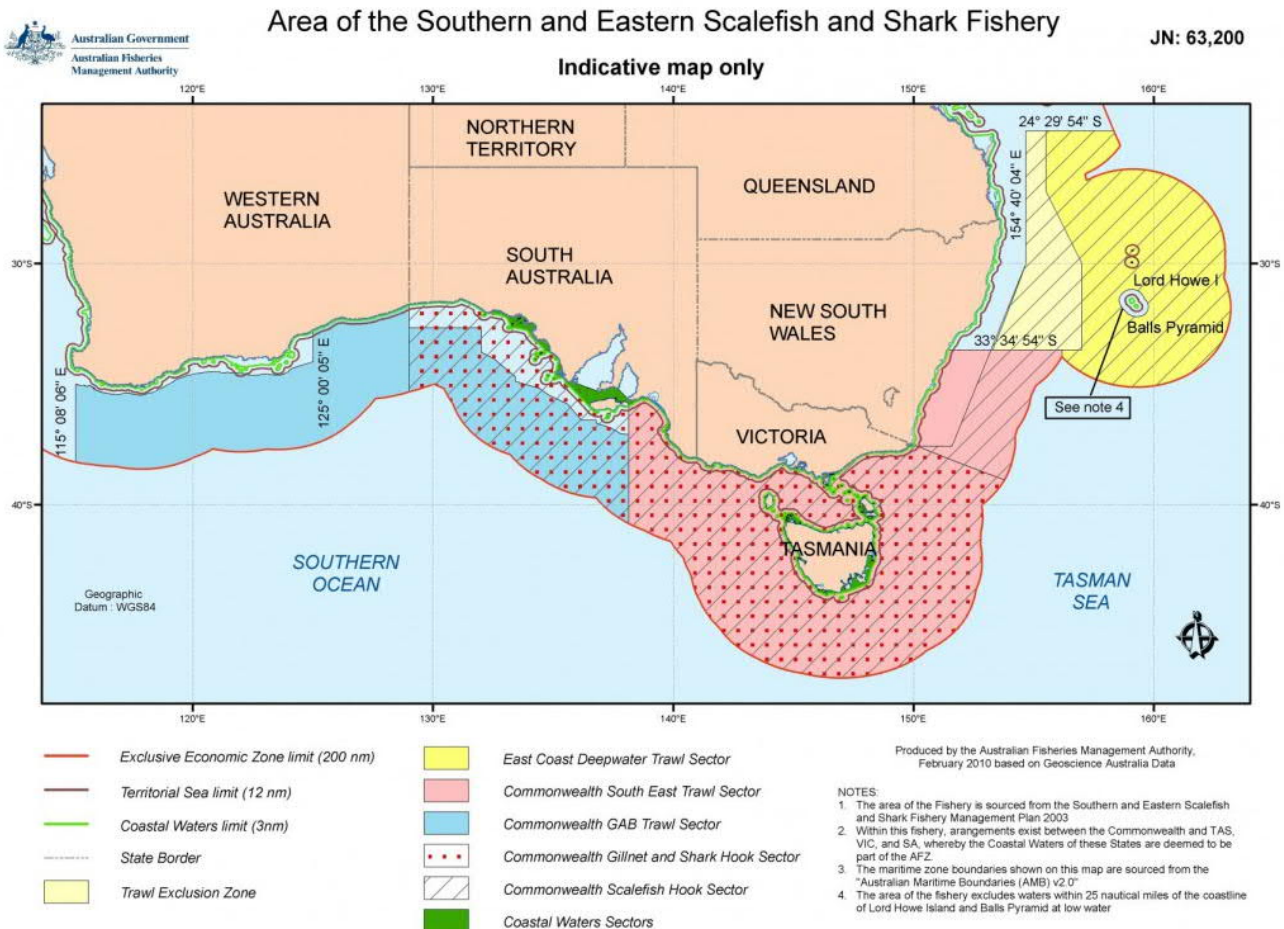 Area of the Southern and Eastern Scalefish and Shark Fishery
JN: 63,200
Australian Government
Australian Fisheries
Management Authority
Indicative map only
120°E
130°E
140°E
150°E
160°E
24° 29' 54" S
NORTHERN
TERRITORY
QUEENSLAND
WESTERN
AUSTRALIA
154° 40' 04" E
SOUTH
AUSTRALIA
30°S
30°S
Lord Howe I
NEW SOUTH
WALES
Balls Pyramid
33° 34' 54" S
125° 00' 05" E
115° 08' 06" E
See note 4
VICTORIA
40°S
40°S
TASMANIA
SOUTHERN
OCEAN
TASMAN
SEA
Geographic
Datum : WGS84
120°E
130°E
140°E
150°E
160°E
Exclusive Economic Zone limit (200 nm)
Territorial Sea limit (12 nm)
Coastal Waters limit (3nm)
State Border
Trawl Exclusion Zone
East Coast Deepwater Trawl Sector
Commonwealth South East Trawl Sector
Commonwealth GAB Trawl Sector
Commonwealth Gillnet and Shark Hook Sector
Commonwealth Scalefish Hook Sector
Coastal Waters Sectors
Produced by the Australian Fisheries Management Authority,
February 2010 based on Geoscience Australia Data
NOTES:
1. The area of the Fishery is sourced from the Southern and Eastern Scalefish
and Shark Fishery Management Plan 2003
2. Within this fishery, arangements exist between the Commonwealth and TAS,
VIC, and SA, whereby the Coastal Waters of these States are deemed to be
part of the AFZ.
3. The maritime zone boundaries shown on this map are sourced from the
"Australian Maritime Boundaries (AMB) v2.0"
4. The area of the fishery excludes waters within 25 nautical miles of the coastline
of Lord Howe Island and Balls Pyramid at low water